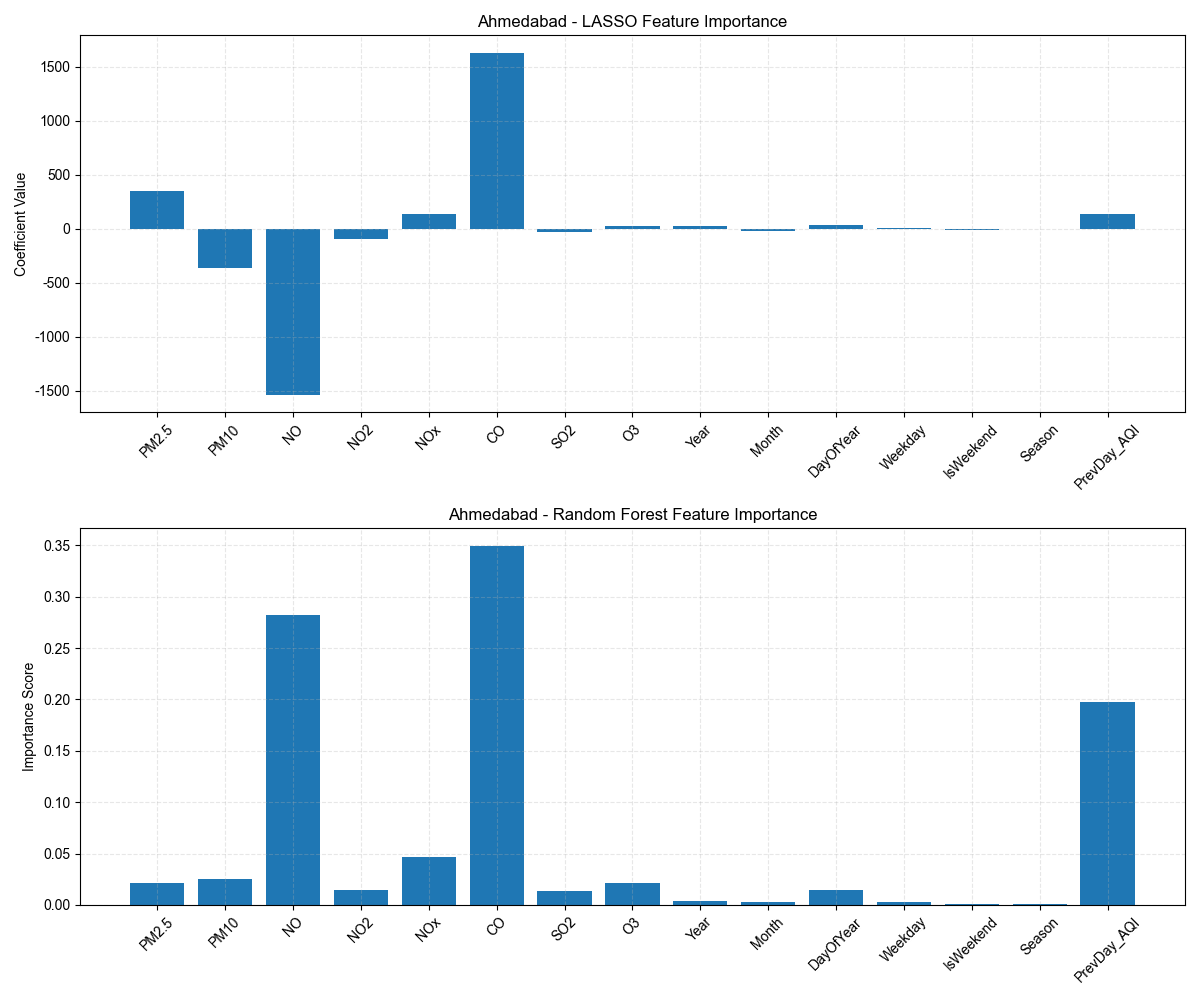 Ahmedabad - LASSO Feature Importance
Coefficient Value
1500
1000
500
0
-500
-1000
-1500
PM2.5 PM10 NO NO2 NOx CO SO2 O3 Year Month DayOfYear Weekday IsWeekend Season PrevDay_AQI
Ahmedabad - Random Forest Feature Importance
Importance Score
0.35
0.30
0.25
0.20
0.15
0.10
0.05
0.00
PM2.5 PM10 NO NO2 NOx CO SO2 O3 Year Month DayOfYear Weekday IsWeekend Season PrevDay_AQI